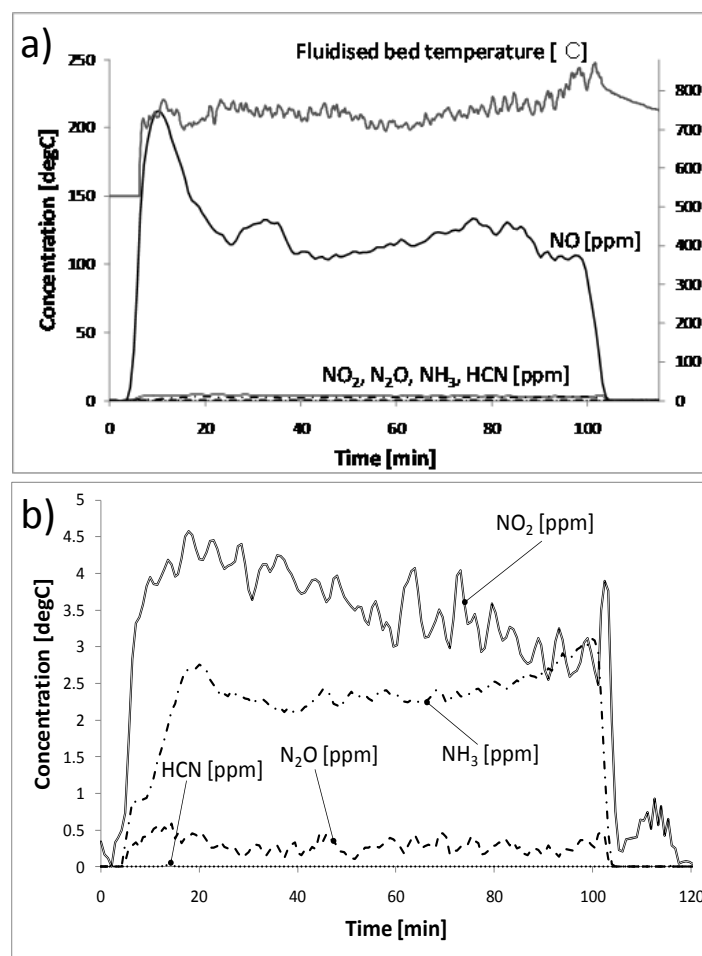 a)
Fluidised bed temperature [ C]
250
200
150
100
50
0
800
700
600
500
400
300
200
100
0
Concentration [degC]
NO [ppm]
NO2, N2O, NH3, HCN [ppm]
0 20 40 60 80 100
Time [min]
b)
5
4.5
4
3.5
3
2.5
2
1.5
1
0.5
0
Concentration [degC]
NO2 [ppm]
HCN [ppm]
N2O [ppm]
NH3 [ppm]
0 20 40 60 80 100 120
Time [min]